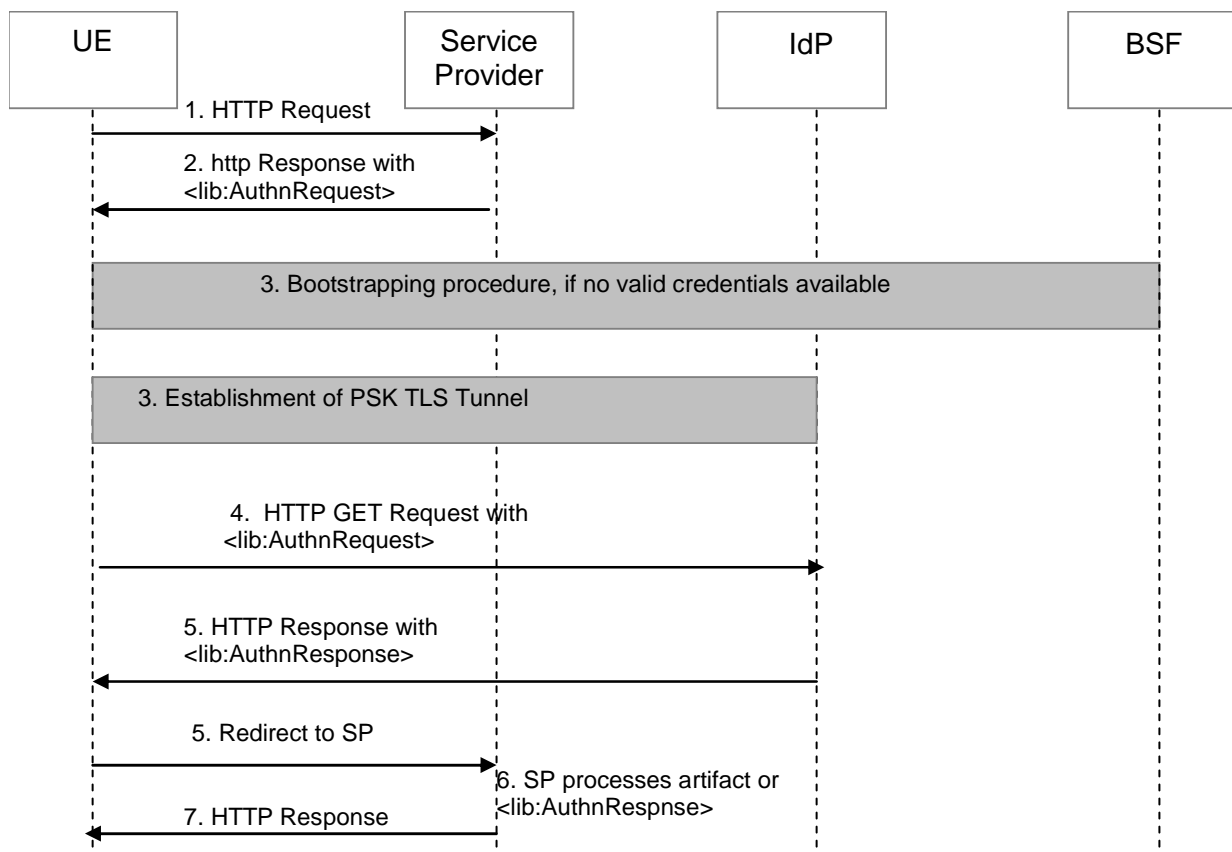 UE
Service
Provider
IdP
BSF
1. HTTP Request
2. http Response with
<lib:AuthnRequest>
3. Bootstrapping procedure, if no valid credentials available
3. Establishment of PSK TLS Tunnel
4. HTTP GET Request with
<lib:AuthnRequest>
5. HTTP Response with
<lib:AuthnResponse>
5. Redirect to SP
6. SP processes artifact or
<lib:AuthnRespnse>
7. HTTP Response